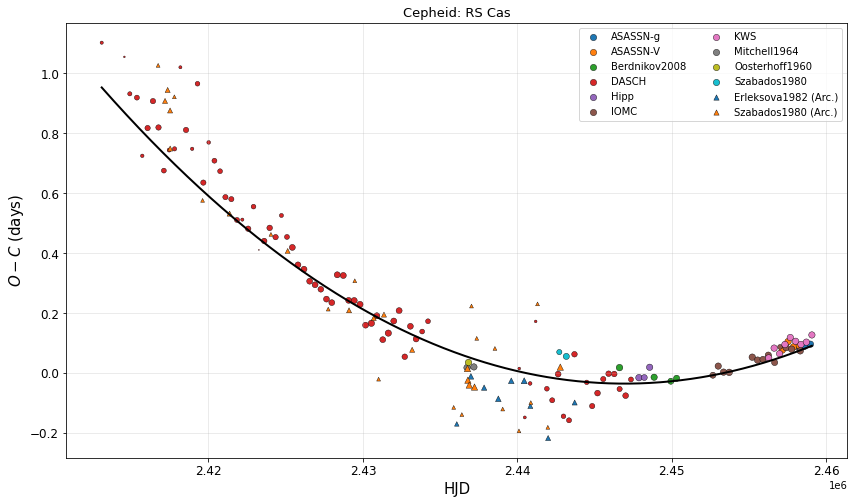 Cepheid: RS Cas
ASASSN-g
ASASSN-V
Berdnikov2008
DASCH
Hipp
IOMC
KWS
Mitchell1964
Oosterhoff1960
Szabados1980
Erleksova1982 (Arc.)
Szabados1980 (Arc.)
O − C (days)
1.0
0.8
0.6
0.4
0.2
0.0
−0.2
2.42
2.43
2.44
2.45
2.46
1e6
HJD